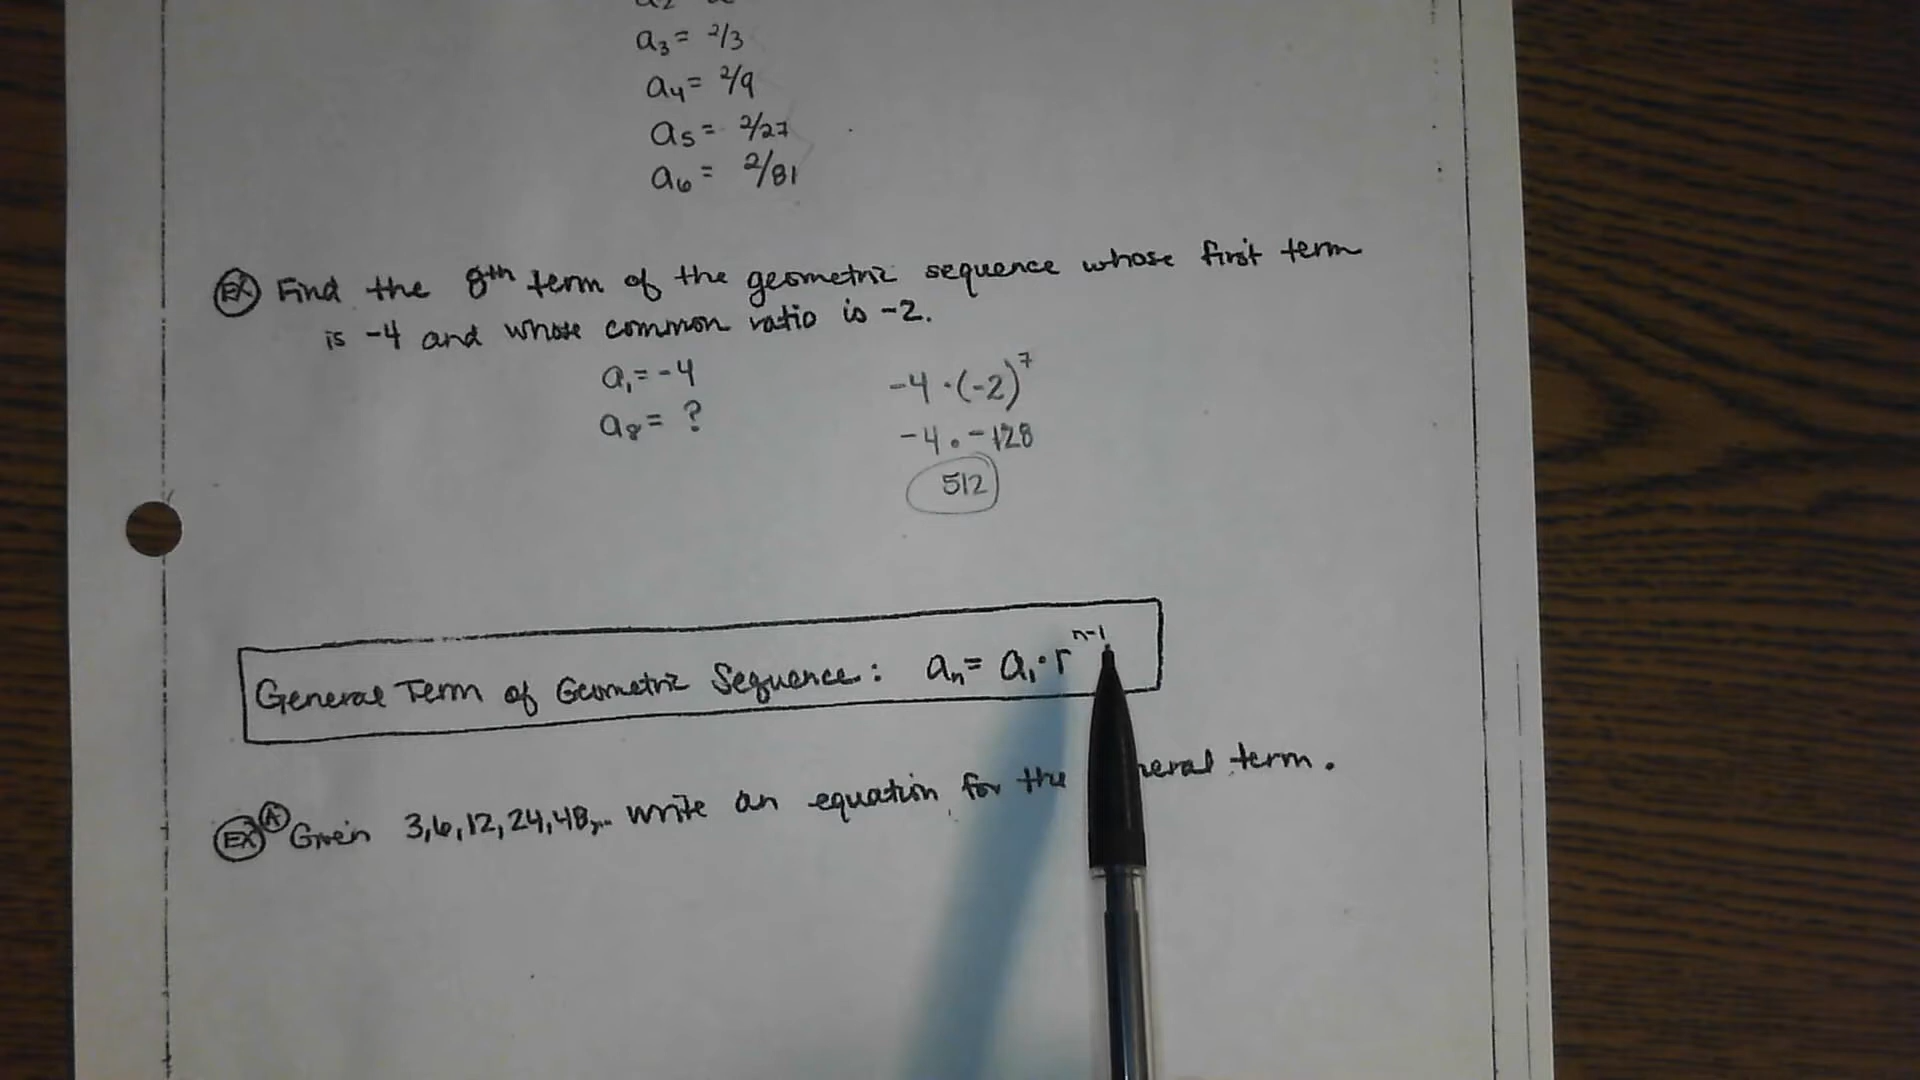 a₃ = 2/3
a₄ = 2/9
a₅ = 2/27
a₆ = 2/81
EX Find the 8th term of the geometric sequence whose first term
is -4 and whose common ratio is -2.
a₁ = -4
a₈ = ?
-4 · (-2)⁷
-4 · -128
512
General Term of Geometric Sequence: aₙ = a₁ · rⁿ⁻¹
EX A Given 3, 6, 12, 24, 48, ... write an equation for the neral term.